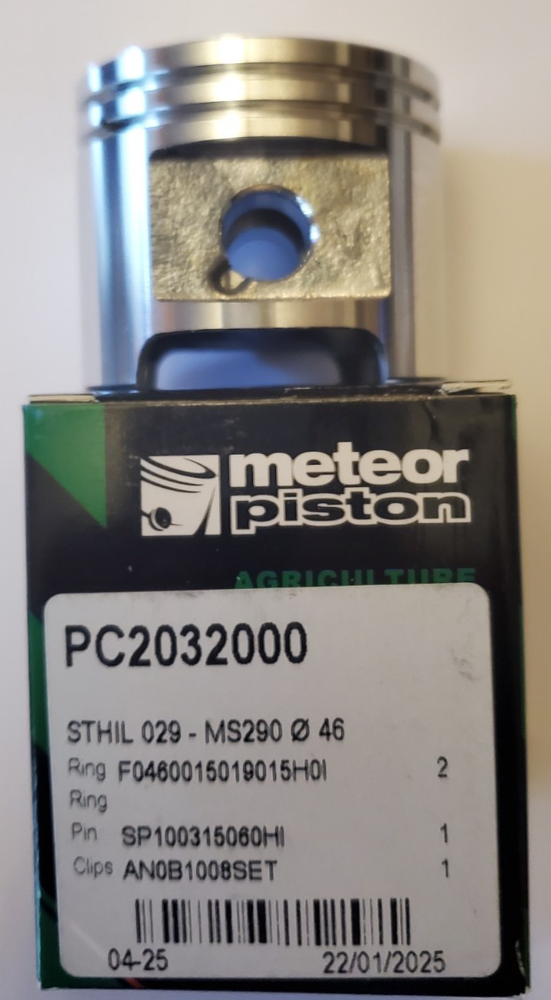 meteor
piston
AGRICULTURE
PC2032000
STHIL 029 - MS290 Ø 46
Ring F0460015019015H0I 2
Ring
Pin SP100315060HI 1
Clips AN0B1008SET 1
04-25 22/01/2025